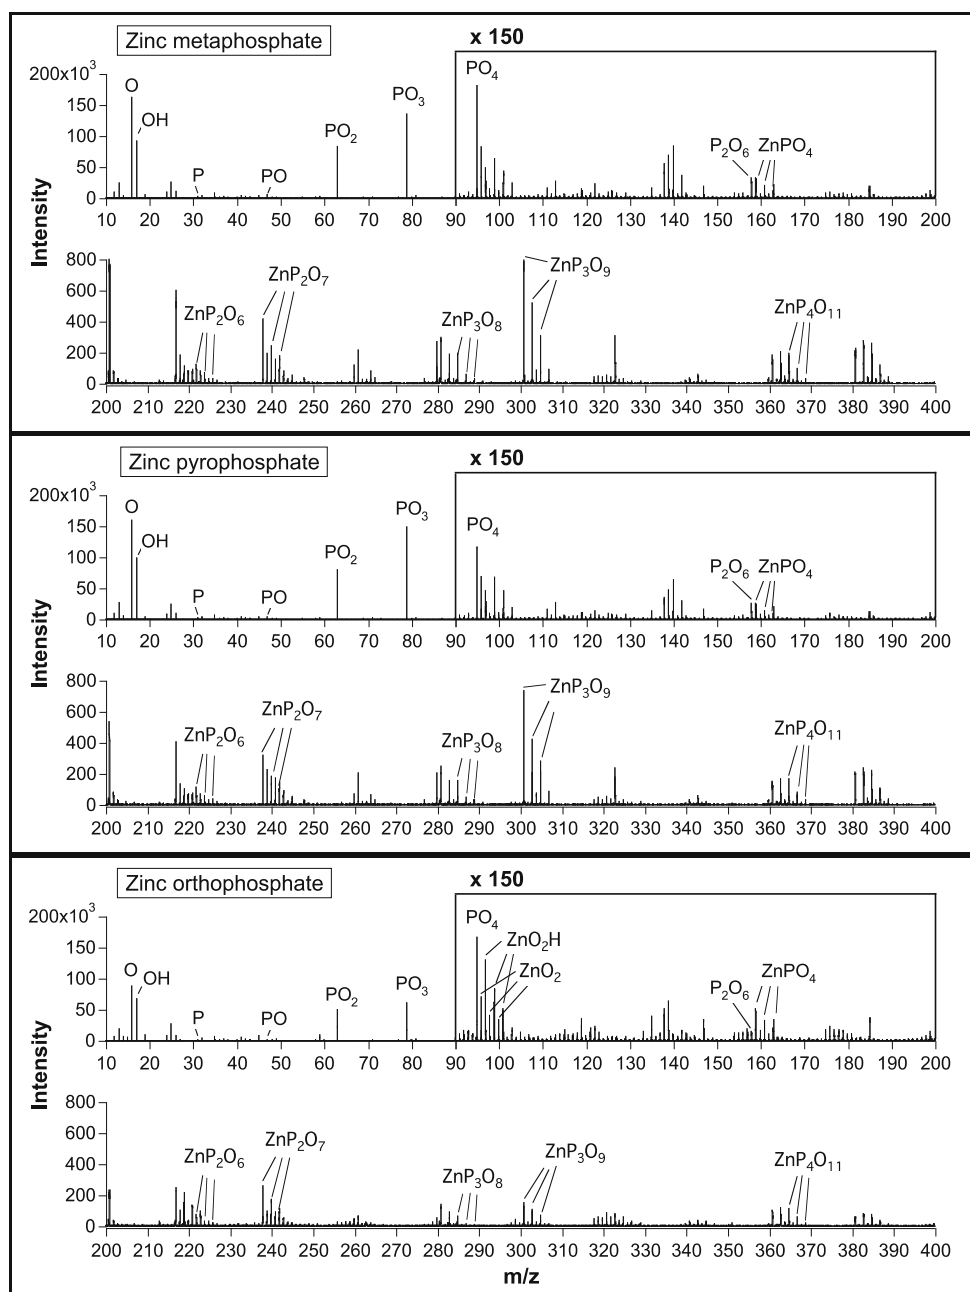 Zinc metaphosphate
x 150
200x10³
150
100
50
0
O
OH
P
PO
PO₂
PO₃
PO₄
P₂O₆
ZnPO₄
10 20 30 40 50 60 70 80 90 100 110 120 130 140 150 160 170 180 190 200
Intensity
800
600
400
200
0
ZnP₂O₆
ZnP₂O₇
ZnP₃O₈
ZnP₃O₉
ZnP₄O₁₁
200 210 220 230 240 250 260 270 280 290 300 310 320 330 340 350 360 370 380 390 400
Zinc pyrophosphate
x 150
200x10³
150
100
50
0
O
OH
P
PO
PO₂
PO₃
PO₄
P₂O₆
ZnPO₄
10 20 30 40 50 60 70 80 90 100 110 120 130 140 150 160 170 180 190 200
Intensity
800
600
400
200
0
ZnP₂O₆
ZnP₂O₇
ZnP₃O₈
ZnP₃O₉
ZnP₄O₁₁
200 210 220 230 240 250 260 270 280 290 300 310 320 330 340 350 360 370 380 390 400
Zinc orthophosphate
x 150
200x10³
150
100
50
0
O
OH
P
PO
PO₂
PO₃
PO₄
ZnO₂H
ZnO₂
P₂O₆
ZnPO₄
10 20 30 40 50 60 70 80 90 100 110 120 130 140 150 160 170 180 190 200
Intensity
800
600
400
200
0
ZnP₂O₆
ZnP₂O₇
ZnP₃O₈
ZnP₃O₉
ZnP₄O₁₁
200 210 220 230 240 250 260 270 280 290 300 310 320 330 340 350 360 370 380 390 400
m/z